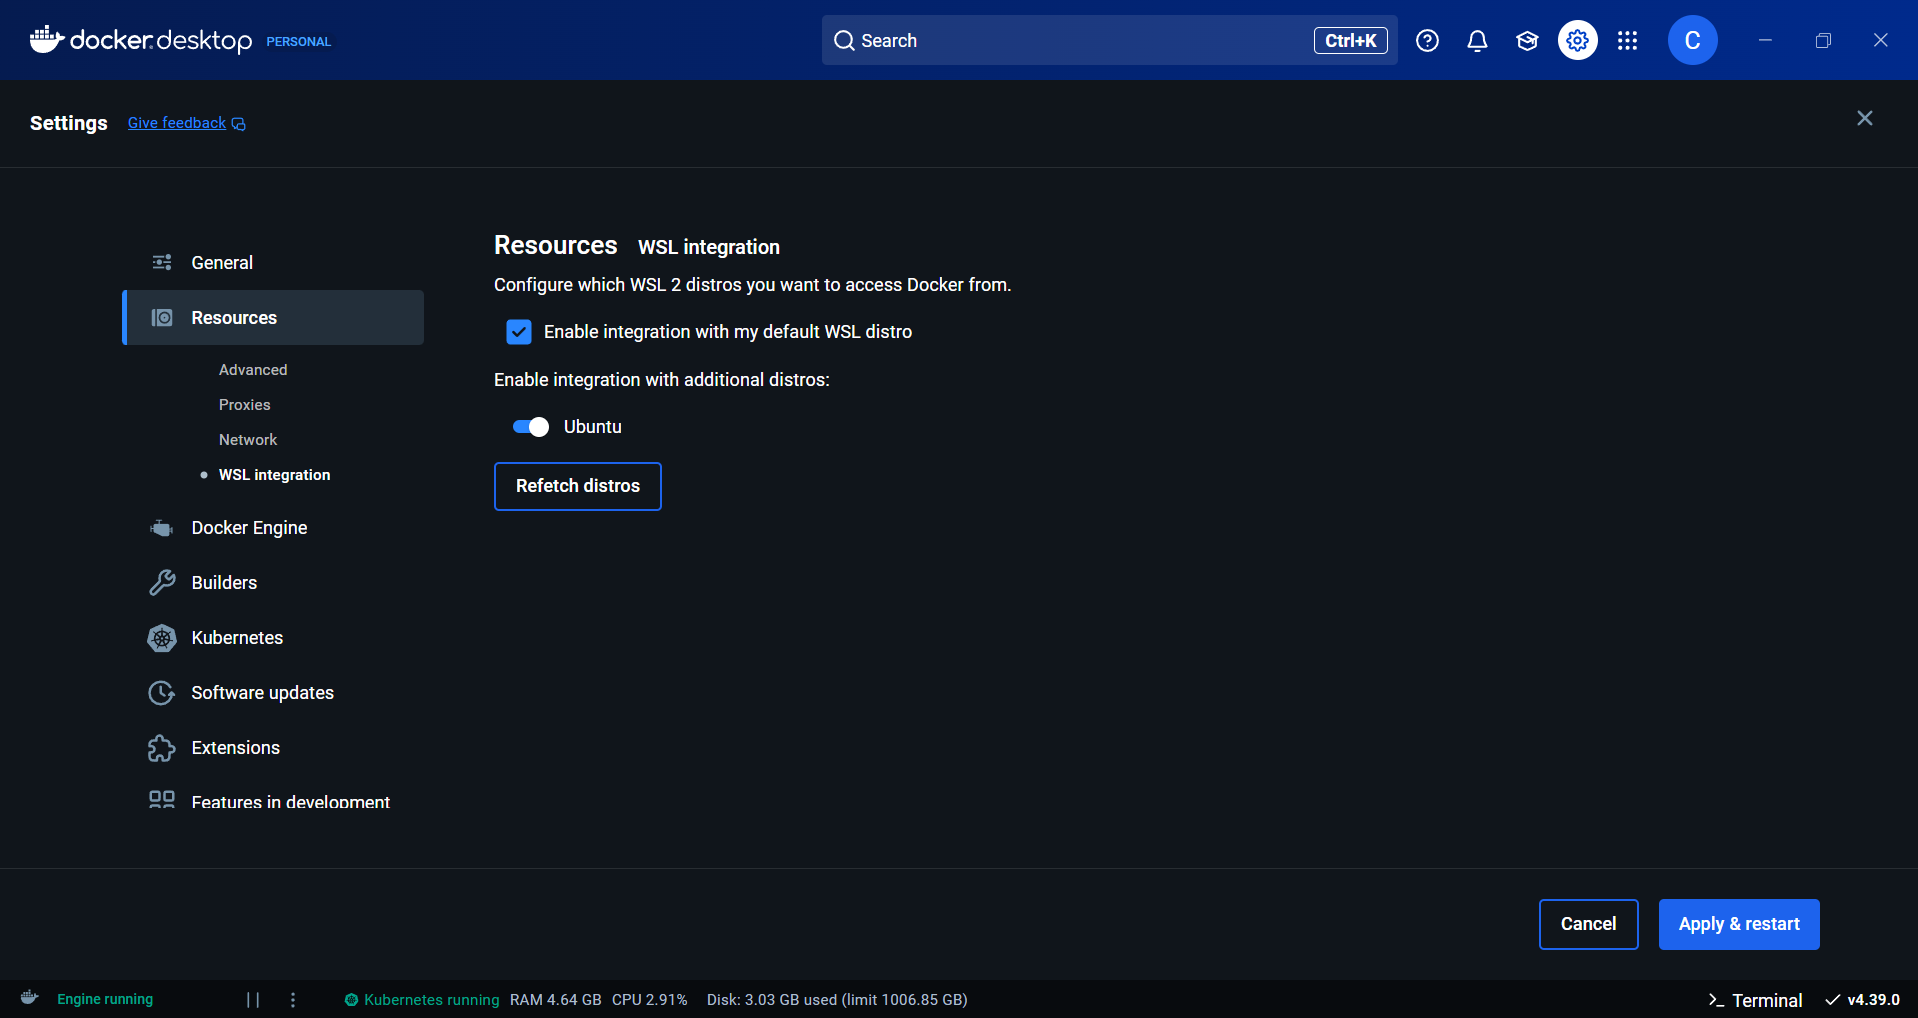 docker.desktop PERSONAL
Search
Ctrl+K
C
Settings
Give feedback
General
Resources
Advanced
Proxies
Network
WSL integration
Docker Engine
Builders
Kubernetes
Software updates
Extensions
Features in development
Resources WSL integration
Configure which WSL 2 distros you want to access Docker from.
Enable integration with my default WSL distro
Enable integration with additional distros:
Ubuntu
Refetch distros
Cancel
Apply & restart
Engine running
Kubernetes running RAM 4.64 GB CPU 2.91% Disk: 3.03 GB used (limit 1006.85 GB)
Terminal
v4.39.0